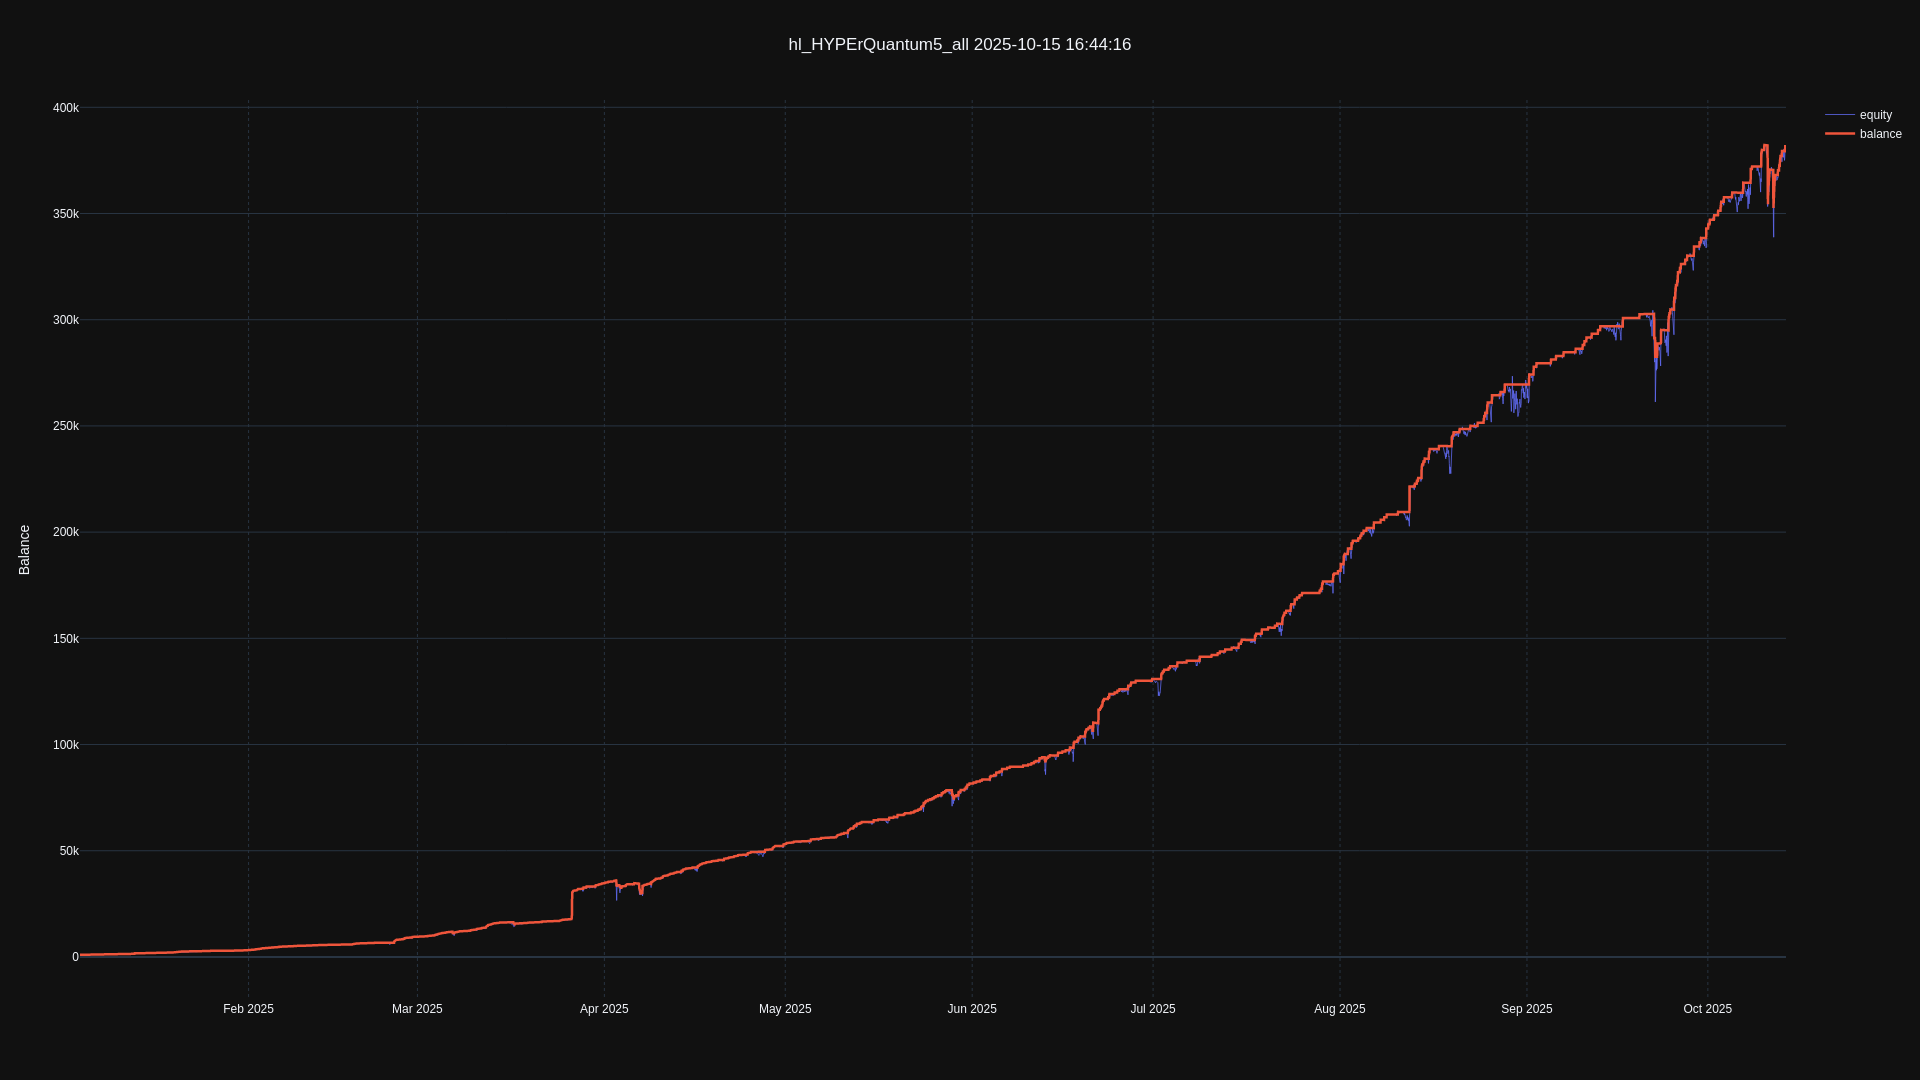 hl_HYPErQuantum5_all 2025-10-15 16:44:16
equity
balance
Balance
400k
350k
300k
250k
200k
150k
100k
50k
0
Feb 2025
Mar 2025
Apr 2025
May 2025
Jun 2025
Jul 2025
Aug 2025
Sep 2025
Oct 2025